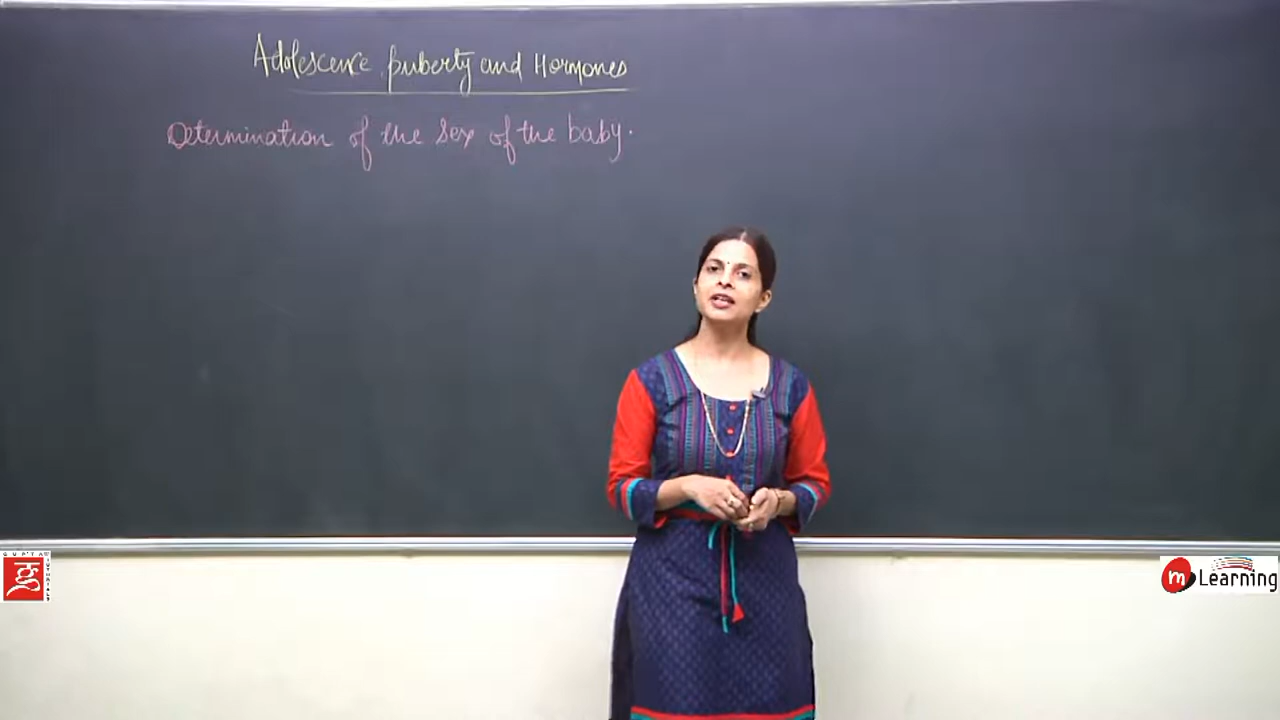 Adolescence, puberty and Hormones
Determination of the Sex of the baby.
ग
m Learning